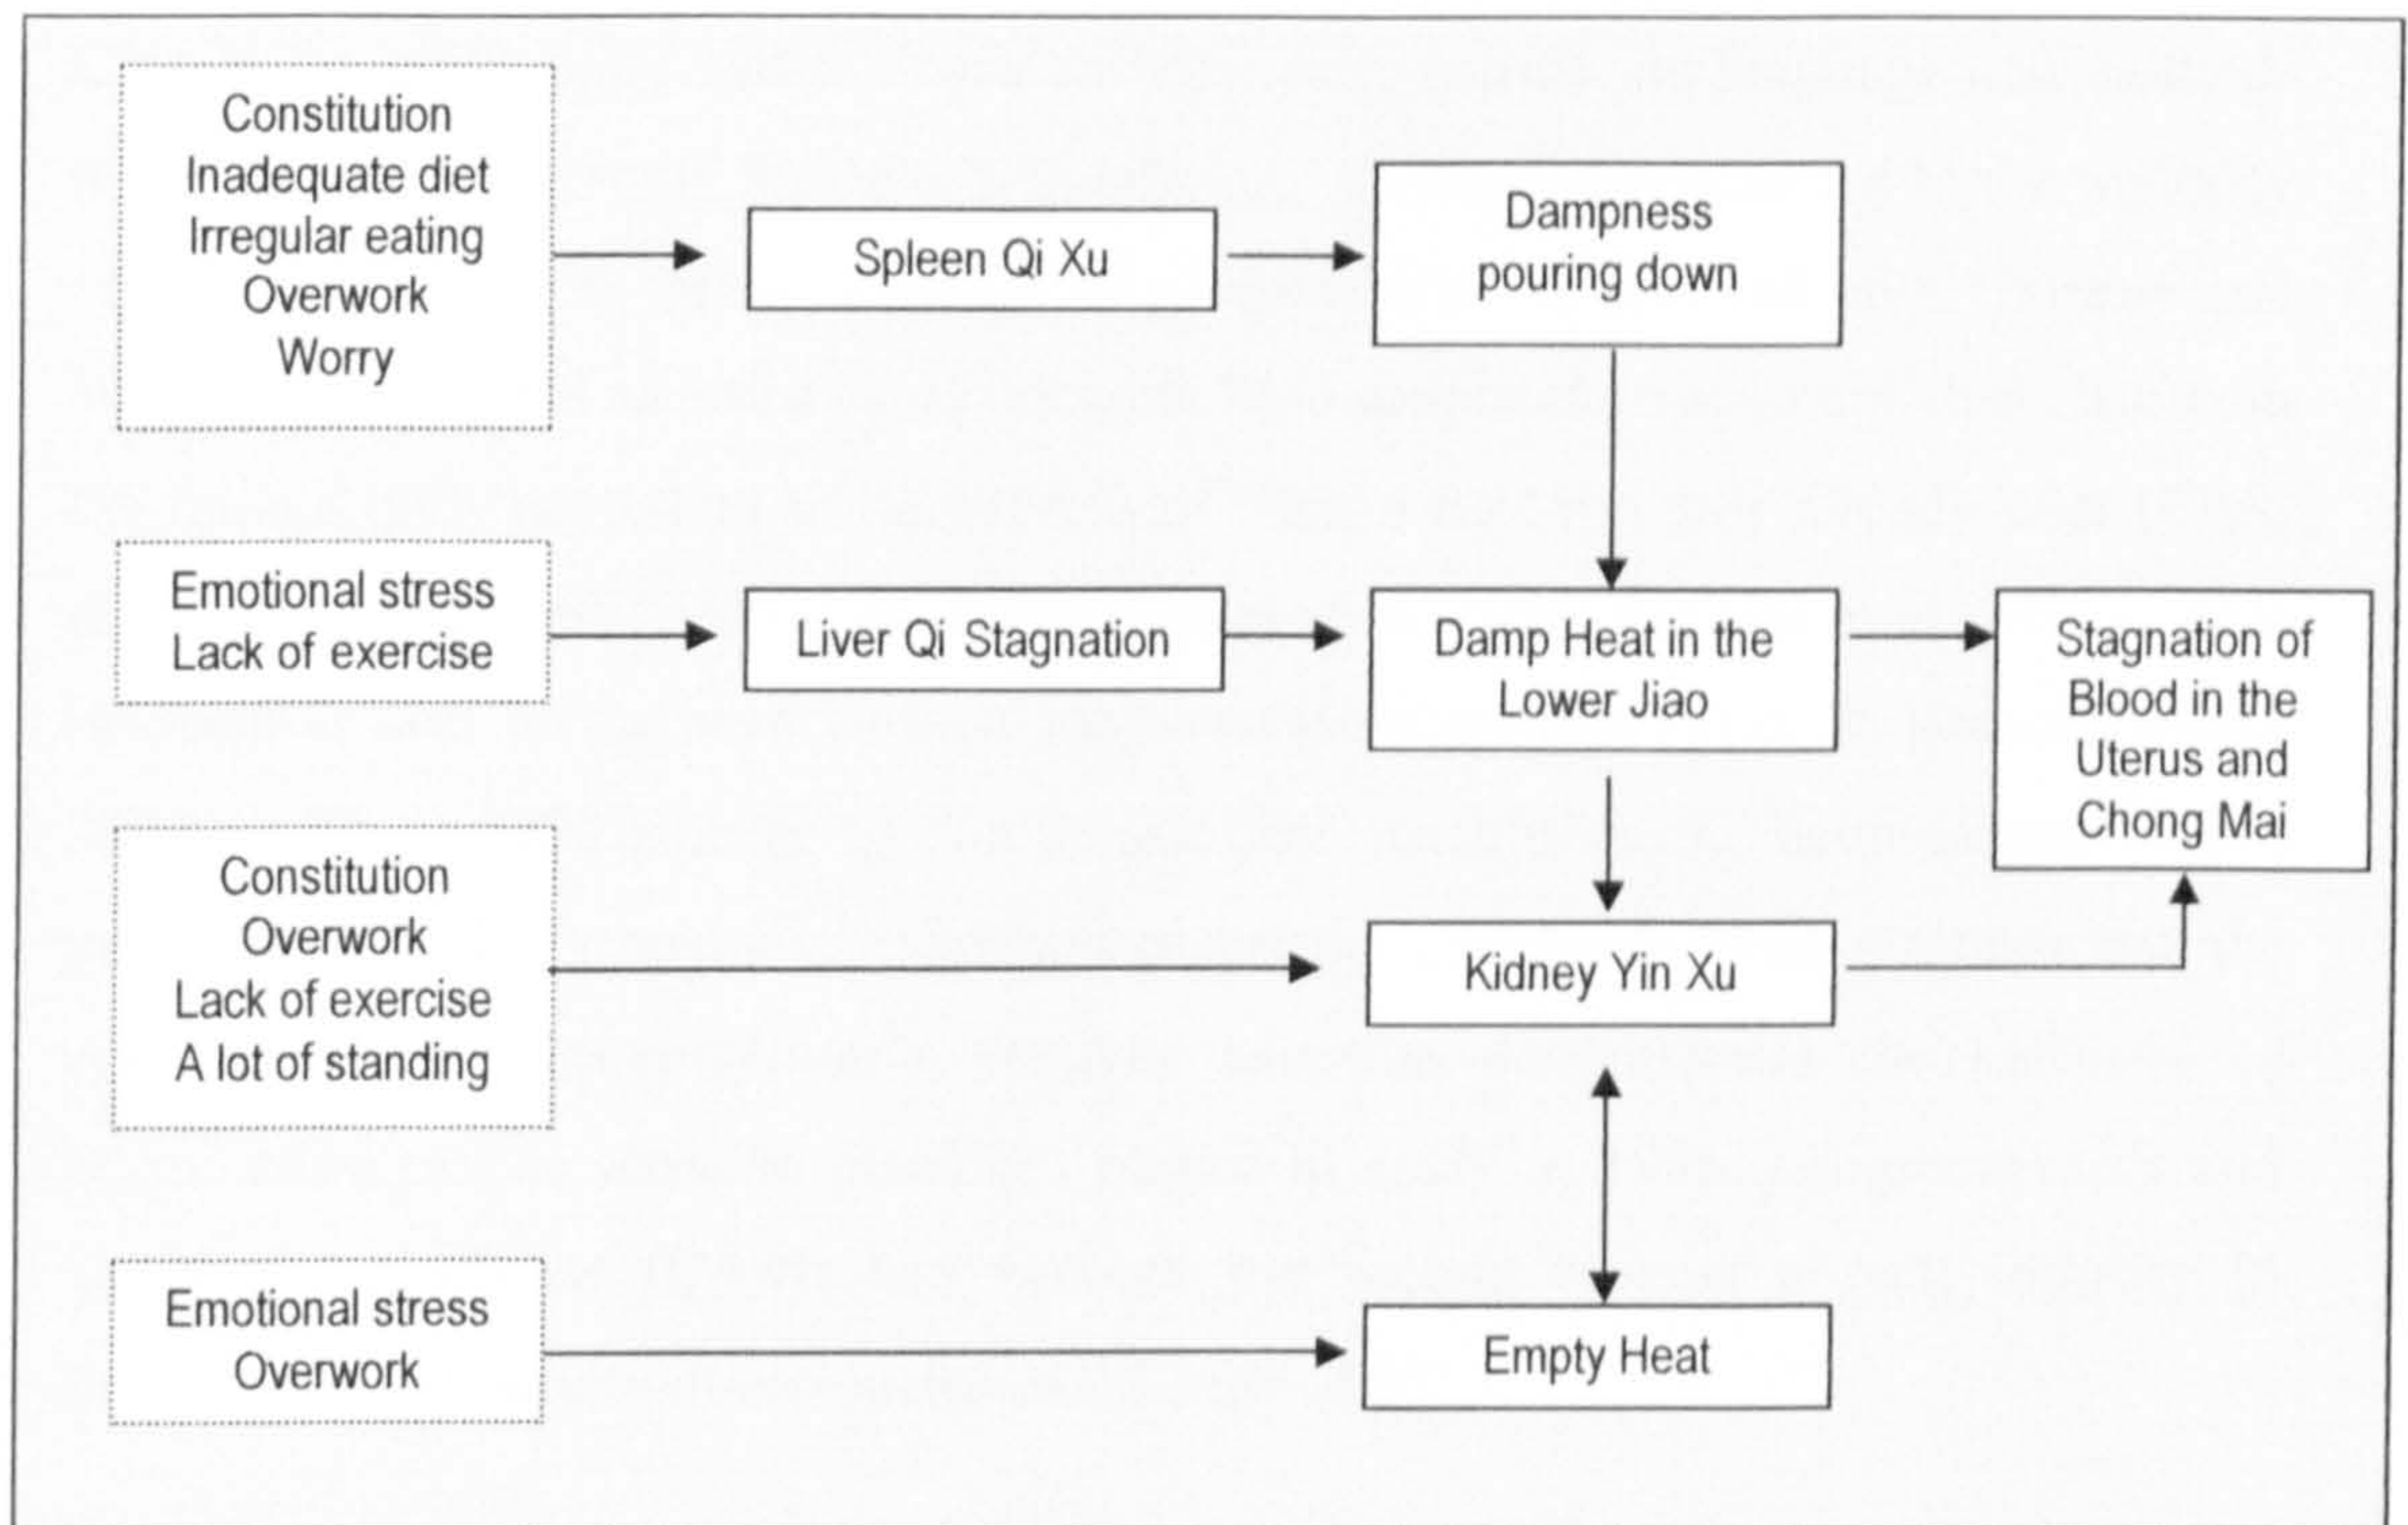 Constitution
Inadequate diet
Irregular eating
Overwork
Worry
Spleen Qi Xu
Dampness
pouring down
Emotional stress
Lack of exercise
Liver Qi Stagnation
Damp Heat in the
Lower Jiao
Stagnation of
Blood in the
Uterus and
Chong Mai
Constitution
Overwork
Lack of exercise
A lot of standing
Kidney Yin Xu
Emotional stress
Overwork
Empty Heat